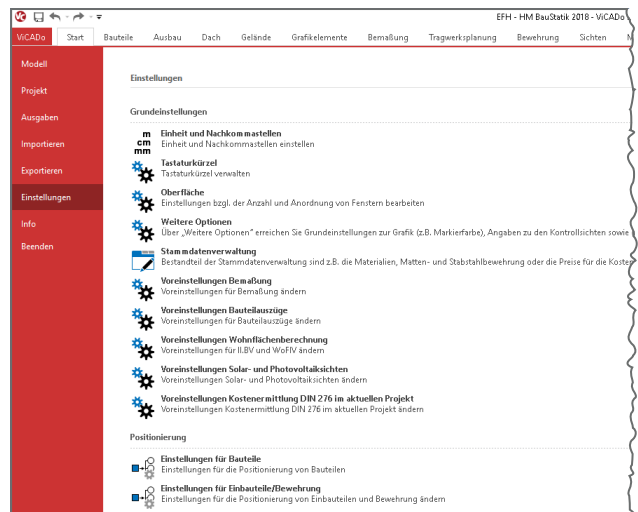 EFH - HM BauStatik 2018 - ViCADo
ViCADo Start Bauteile Ausbau Dach Gelände Grafikelemente Bemaßung Tragwerksplanung Bewehrung Sichten
Modell
Projekt
Ausgaben
Importieren
Exportieren
Einstellungen
Info
Beenden
Einstellungen
Grundeinstellungen
m
cm
mm
Einheit und Nachkommastellen
Einheit und Nachkommastellen einstellen
Tastaturkürzel
Tastaturkürzel verwalten
Oberfläche
Einstellungen bzgl. der Anzahl und Anordnung von Fenstern bearbeiten
Weitere Optionen
Über „Weitere Optionen" erreichen Sie Grundeinstellungen zur Grafik (z.B. Markierfarbe), Angaben zu den Kontrollsichten sowie
Stammdatenverwaltung
Bestandteil der Stammdatenverwaltung sind z.B. die Materialien, Matten- und Stabstahlbewehrung oder die Preise für die Koste
Voreinstellungen Bemaßung
Voreinstellungen für Bemaßung ändern
Voreinstellungen Bauteilauszüge
Voreinstellungen für Bauteilauszüge ändern
Voreinstellungen Wohnflächenberechnung
Voreinstellungen für II.BV und WoFlV ändern
Voreinstellungen Solar- und Photovoltaiksichten
Voreinstellungen Solar- und Photovoltaiksichten ändern
Voreinstellungen Kostenermittlung DIN 276 im aktuellen Projekt
Voreinstellungen Kostenermittlung DIN 276 im aktuellen Projekt ändern
Positionierung
Einstellungen für Bauteile
Einstellungen für die Positionierung von Bauteilen
Einstellungen für Einbauteile/Bewehrung
Einstellungen für die Positionierung von Einbauteilen und Bewehrung ändern